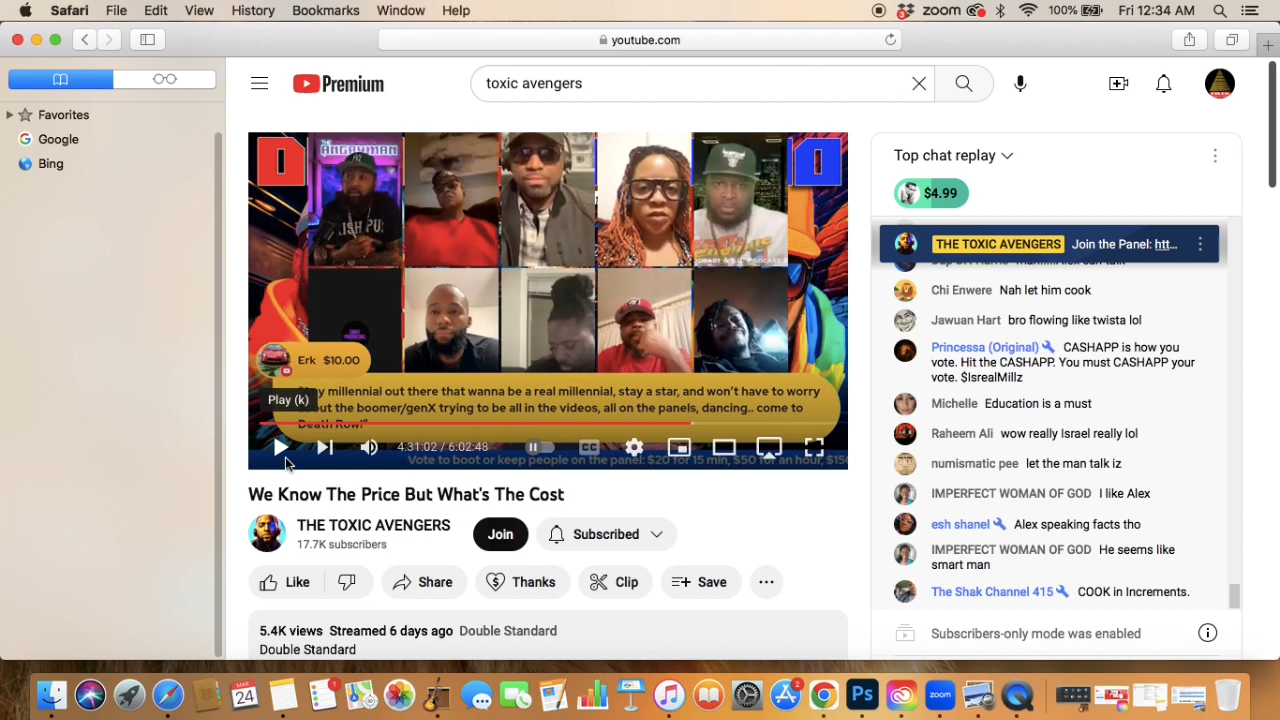 Safari File Edit View History Bookmarks Window Help
3 zoom 100% Fri 12:34 AM
youtube.com
Favorites
Google
Bing
Premium
toxic avengers
ANGRYMAN
Erk $10.00
millennial out there that wanna be a real millennial, stay a star, and won't have to worry
out the boomer/genX trying to be all in the videos, all on the panels, dancing.. come to
Death Row!"
Play (k)
4:31:02 / 6:02:48
CC
Vote to boot or keep people on the panel: $20 for 15 min, $50 for an hour,
We Know The Price But What's The Cost
THE TOXIC AVENGERS
17.7K subscribers
Join
Subscribed
Like
Share
Thanks
Clip
Save
5.4K views Streamed 6 days ago Double Standard
Double Standard
Top chat replay
$4.99
THE TOXIC AVENGERS Join the Panel: htt...
Chi Enwere Nah let him cook
Jawuan Hart bro flowing like twista lol
Princessa (Original) CASHAPP is how you
vote. Hit the CASHAPP. You must CASHAPP your
vote. $IsrealMillz
Michelle Education is a must
Raheem Ali wow really Israel really lol
numismatic pee let the man talk iz
IMPERFECT WOMAN OF GOD I like Alex
esh shanel Alex speaking facts tho
IMPERFECT WOMAN OF GOD He seems like
smart man
The Shak Channel 415 COOK in Increments.
Subscribers-only mode was enabled
MAR
24
1
2
Ps
zoom